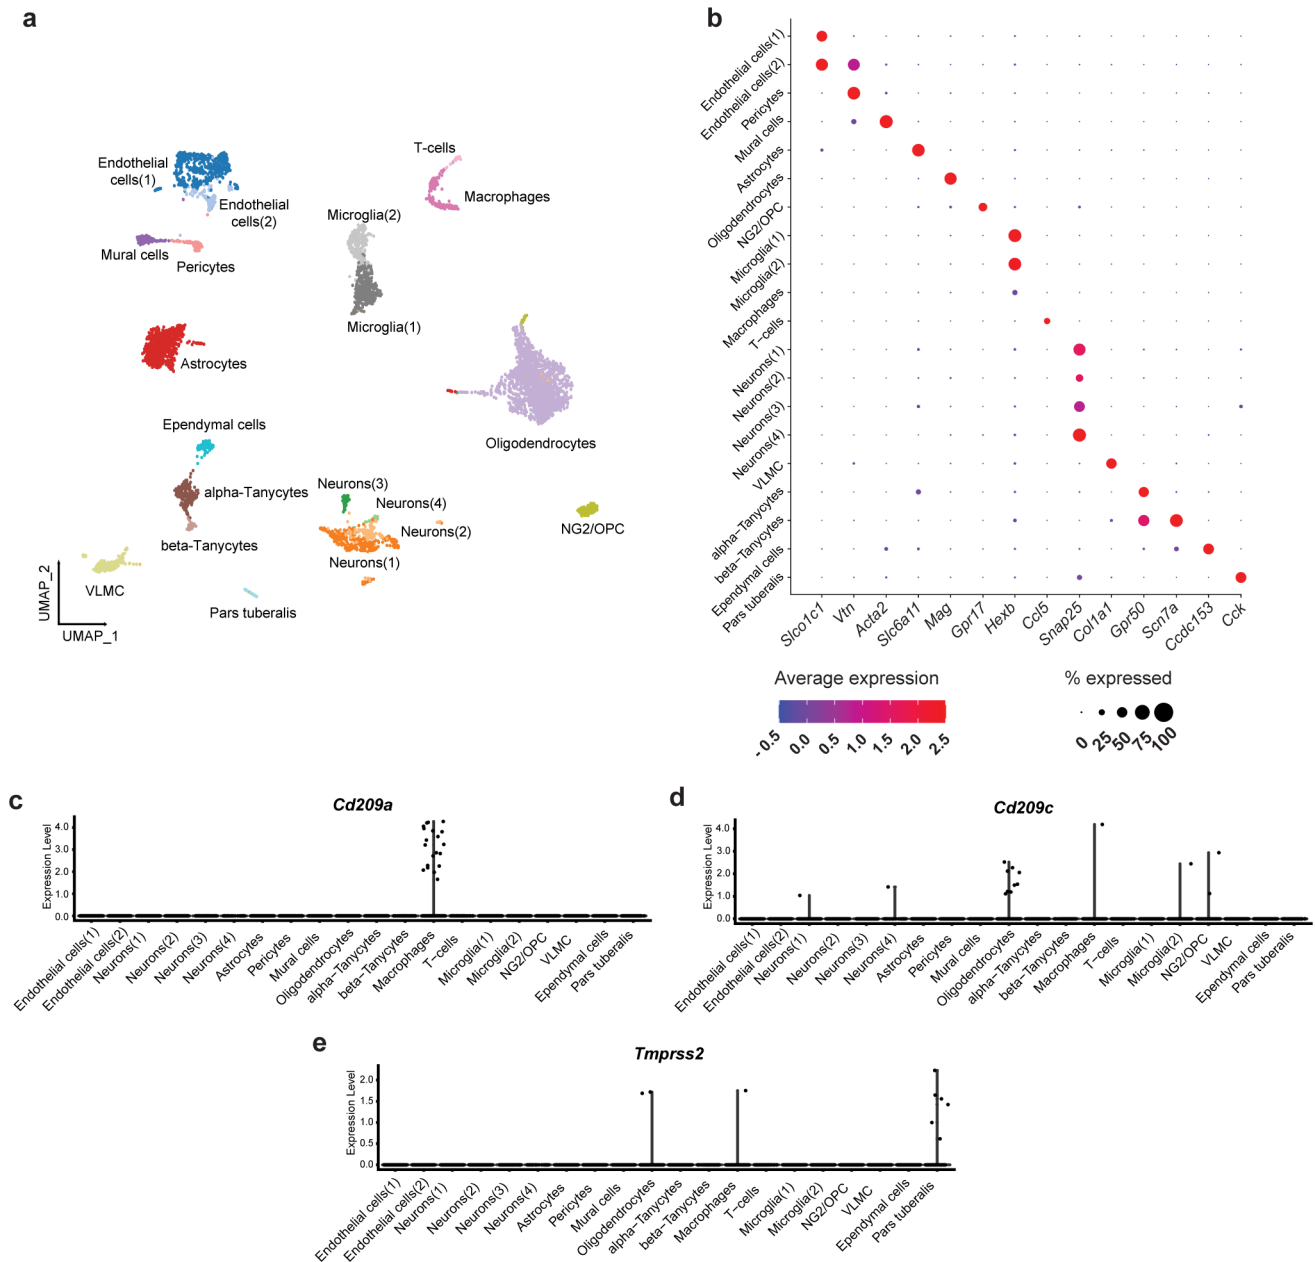 a
Endothelial
cells(1)
Endothelial
cells(2)
Mural cells
Pericytes
T-cells
Macrophages
Microglia(2)
Microglia(1)
Astrocytes
Oligodendrocytes
Ependymal cells
alpha-Tanycytes
beta-Tanycytes
Neurons(3)
Neurons(4)
Neurons(2)
Neurons(1)
NG2/OPC
VLMC
Pars tuberalis
UMAP_2
UMAP_1
b
Endothelial cells(1)
Endothelial cells(2)
Pericytes
Mural cells
Astrocytes
Oligodendrocytes
NG2/OPC
Microglia(1)
Microglia(2)
Macrophages
T−cells
Neurons(1)
Neurons(2)
Neurons(3)
Neurons(4)
VLMC
alpha−Tanycytes
beta−Tanycytes
Ependymal cells
Pars tuberalis
Slco1c1
Vtn
Acta2
Slc6a11
Mag
Gpr17
Hexb
Ccl5
Snap25
Col1a1
Gpr50
Scn7a
Ccdc153
Cck
Average expression
-0.5 0.0 0.5 1.0 1.5 2.0 2.5
% expressed
0 25 50 75 100
c
Cd209a
Expression Level
4.0
3.0
2.0
1.0
0.0
Endothelial cells(1)
Endothelial cells(2)
Neurons(1)
Neurons(2)
Neurons(3)
Neurons(4)
Astrocytes
Pericytes
Mural cells
Oligodendrocytes
alpha−Tanycytes
beta−Tanycytes
Macrophages
T−cells
Microglia(1)
Microglia(2)
NG2/OPC
VLMC
Ependymal cells
Pars tuberalis
d
Cd209c
Expression Level
4.0
3.0
2.0
1.0
0.0
Endothelial cells(1)
Endothelial cells(2)
Neurons(1)
Neurons(2)
Neurons(3)
Neurons(4)
Astrocytes
Pericytes
Mural cells
Oligodendrocytes
alpha−Tanycytes
beta−Tanycytes
Macrophages
T−cells
Microglia(1)
Microglia(2)
NG2/OPC
VLMC
Ependymal cells
Pars tuberalis
e
Tmprss2
Expression Level
2.0
1.5
1.0
0.5
0.0
Endothelial cells(1)
Endothelial cells(2)
Neurons(1)
Neurons(2)
Neurons(3)
Neurons(4)
Astrocytes
Pericytes
Mural cells
Oligodendrocytes
alpha−Tanycytes
beta−Tanycytes
Macrophages
T−cells
Microglia(1)
Microglia(2)
NG2/OPC
VLMC
Ependymal cells
Pars tuberalis